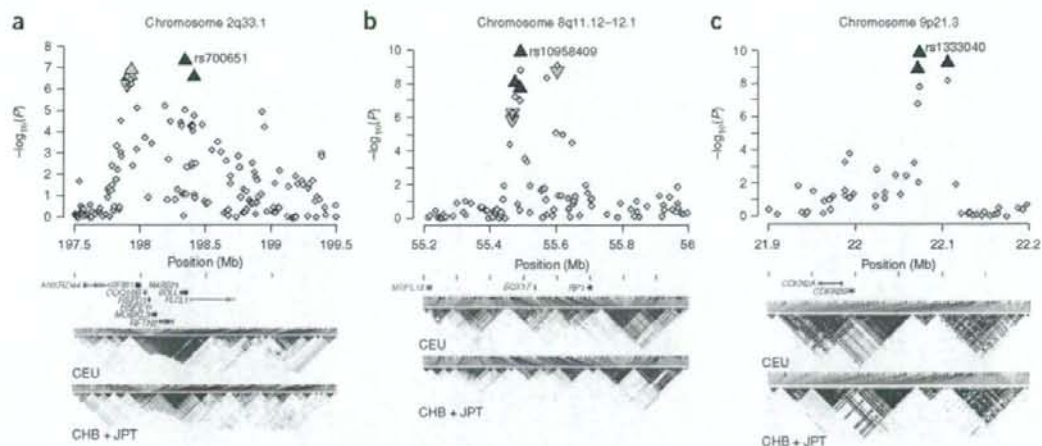 a
Chromosome 2q33.1
8
7
6
5
4
3
2
1
0
−log10(P)
rs700651
197.5 198 198.5 199 199.5
Position (Mb)
CEU
CHB + JPT
b
Chromosome 8q11.12–12.1
10
8
6
4
2
0
−log10(P)
rs10958409
55.2 55.4 55.6 55.8 56
Position (Mb)
SOX17
RP1
CEU
CHB + JPT
c
Chromosome 9p21.3
10
8
6
4
2
0
−log10(P)
rs1333040
21.9 22 22.1 22.2
Position (Mb)
CDKN2A
CDKN2B
CEU
CHB + JPT